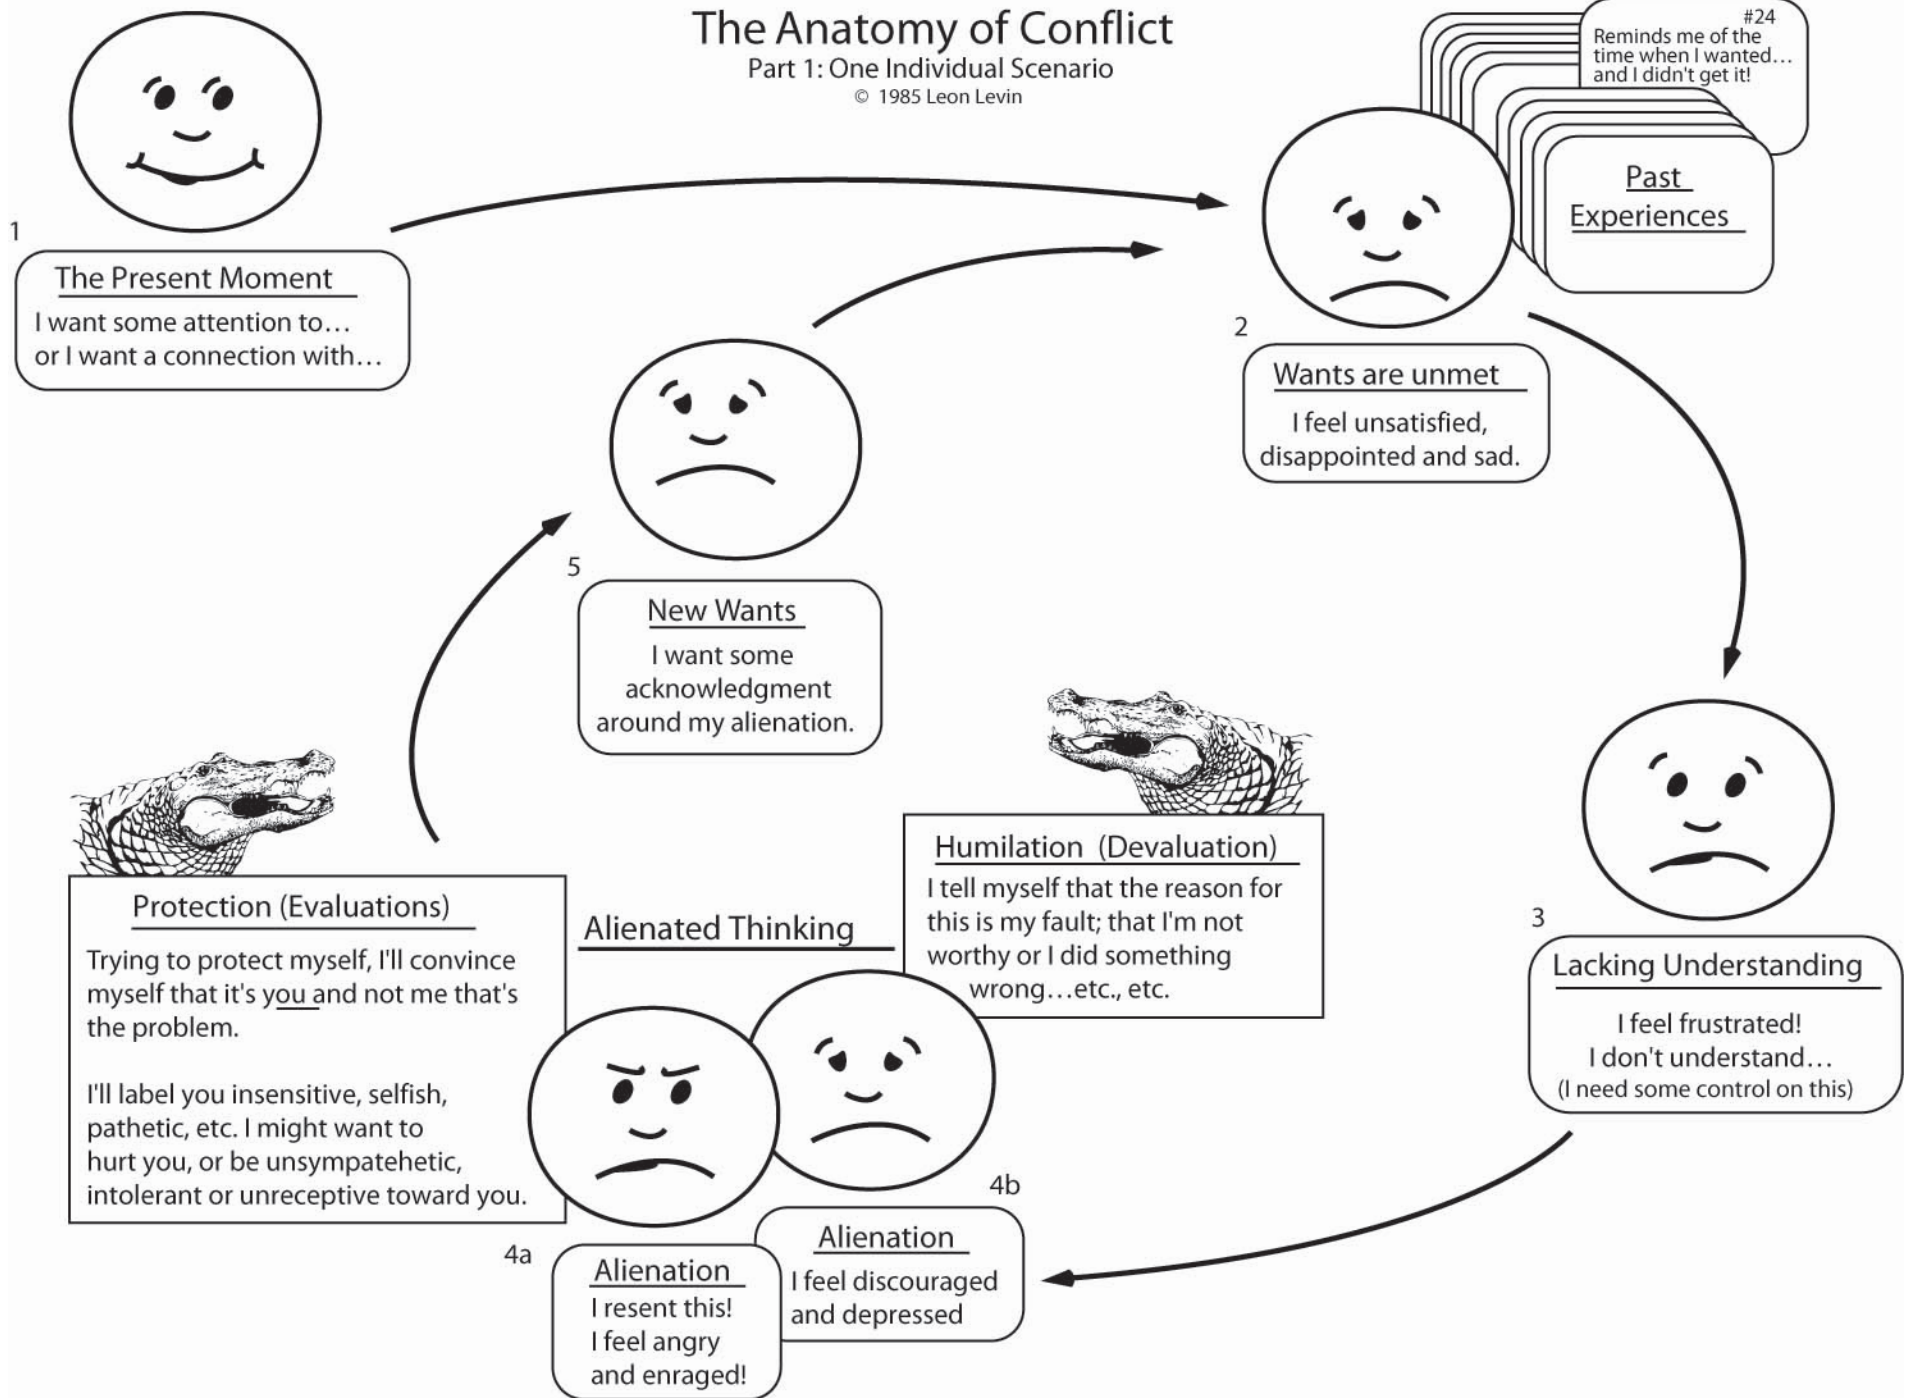 The Anatomy of Conflict
Part 1: One Individual Scenario
© 1985 Leon Levin
#24
Reminds me of the
time when I wanted...
and I didn't get it!
Past
Experiences
1
The Present Moment
I want some attention to...
or I want a connection with...
2
Wants are unmet
I feel unsatisfied,
disappointed and sad.
3
Lacking Understanding
I feel frustrated!
I don't understand...
(I need some control on this)
Alienated Thinking
Humilation (Devaluation)
I tell myself that the reason for
this is my fault; that I'm not
worthy or I did something
wrong...etc., etc.
4b
Alienation
I feel discouraged
and depressed
Protection (Evaluations)
Trying to protect myself, I'll convince
myself that it's you and not me that's
the problem.
I'll label you insensitive, selfish,
pathetic, etc. I might want to
hurt you, or be unsympatehetic,
intolerant or unreceptive toward you.
4a
Alienation
I resent this!
I feel angry
and enraged!
5
New Wants
I want some
acknowledgment
around my alienation.